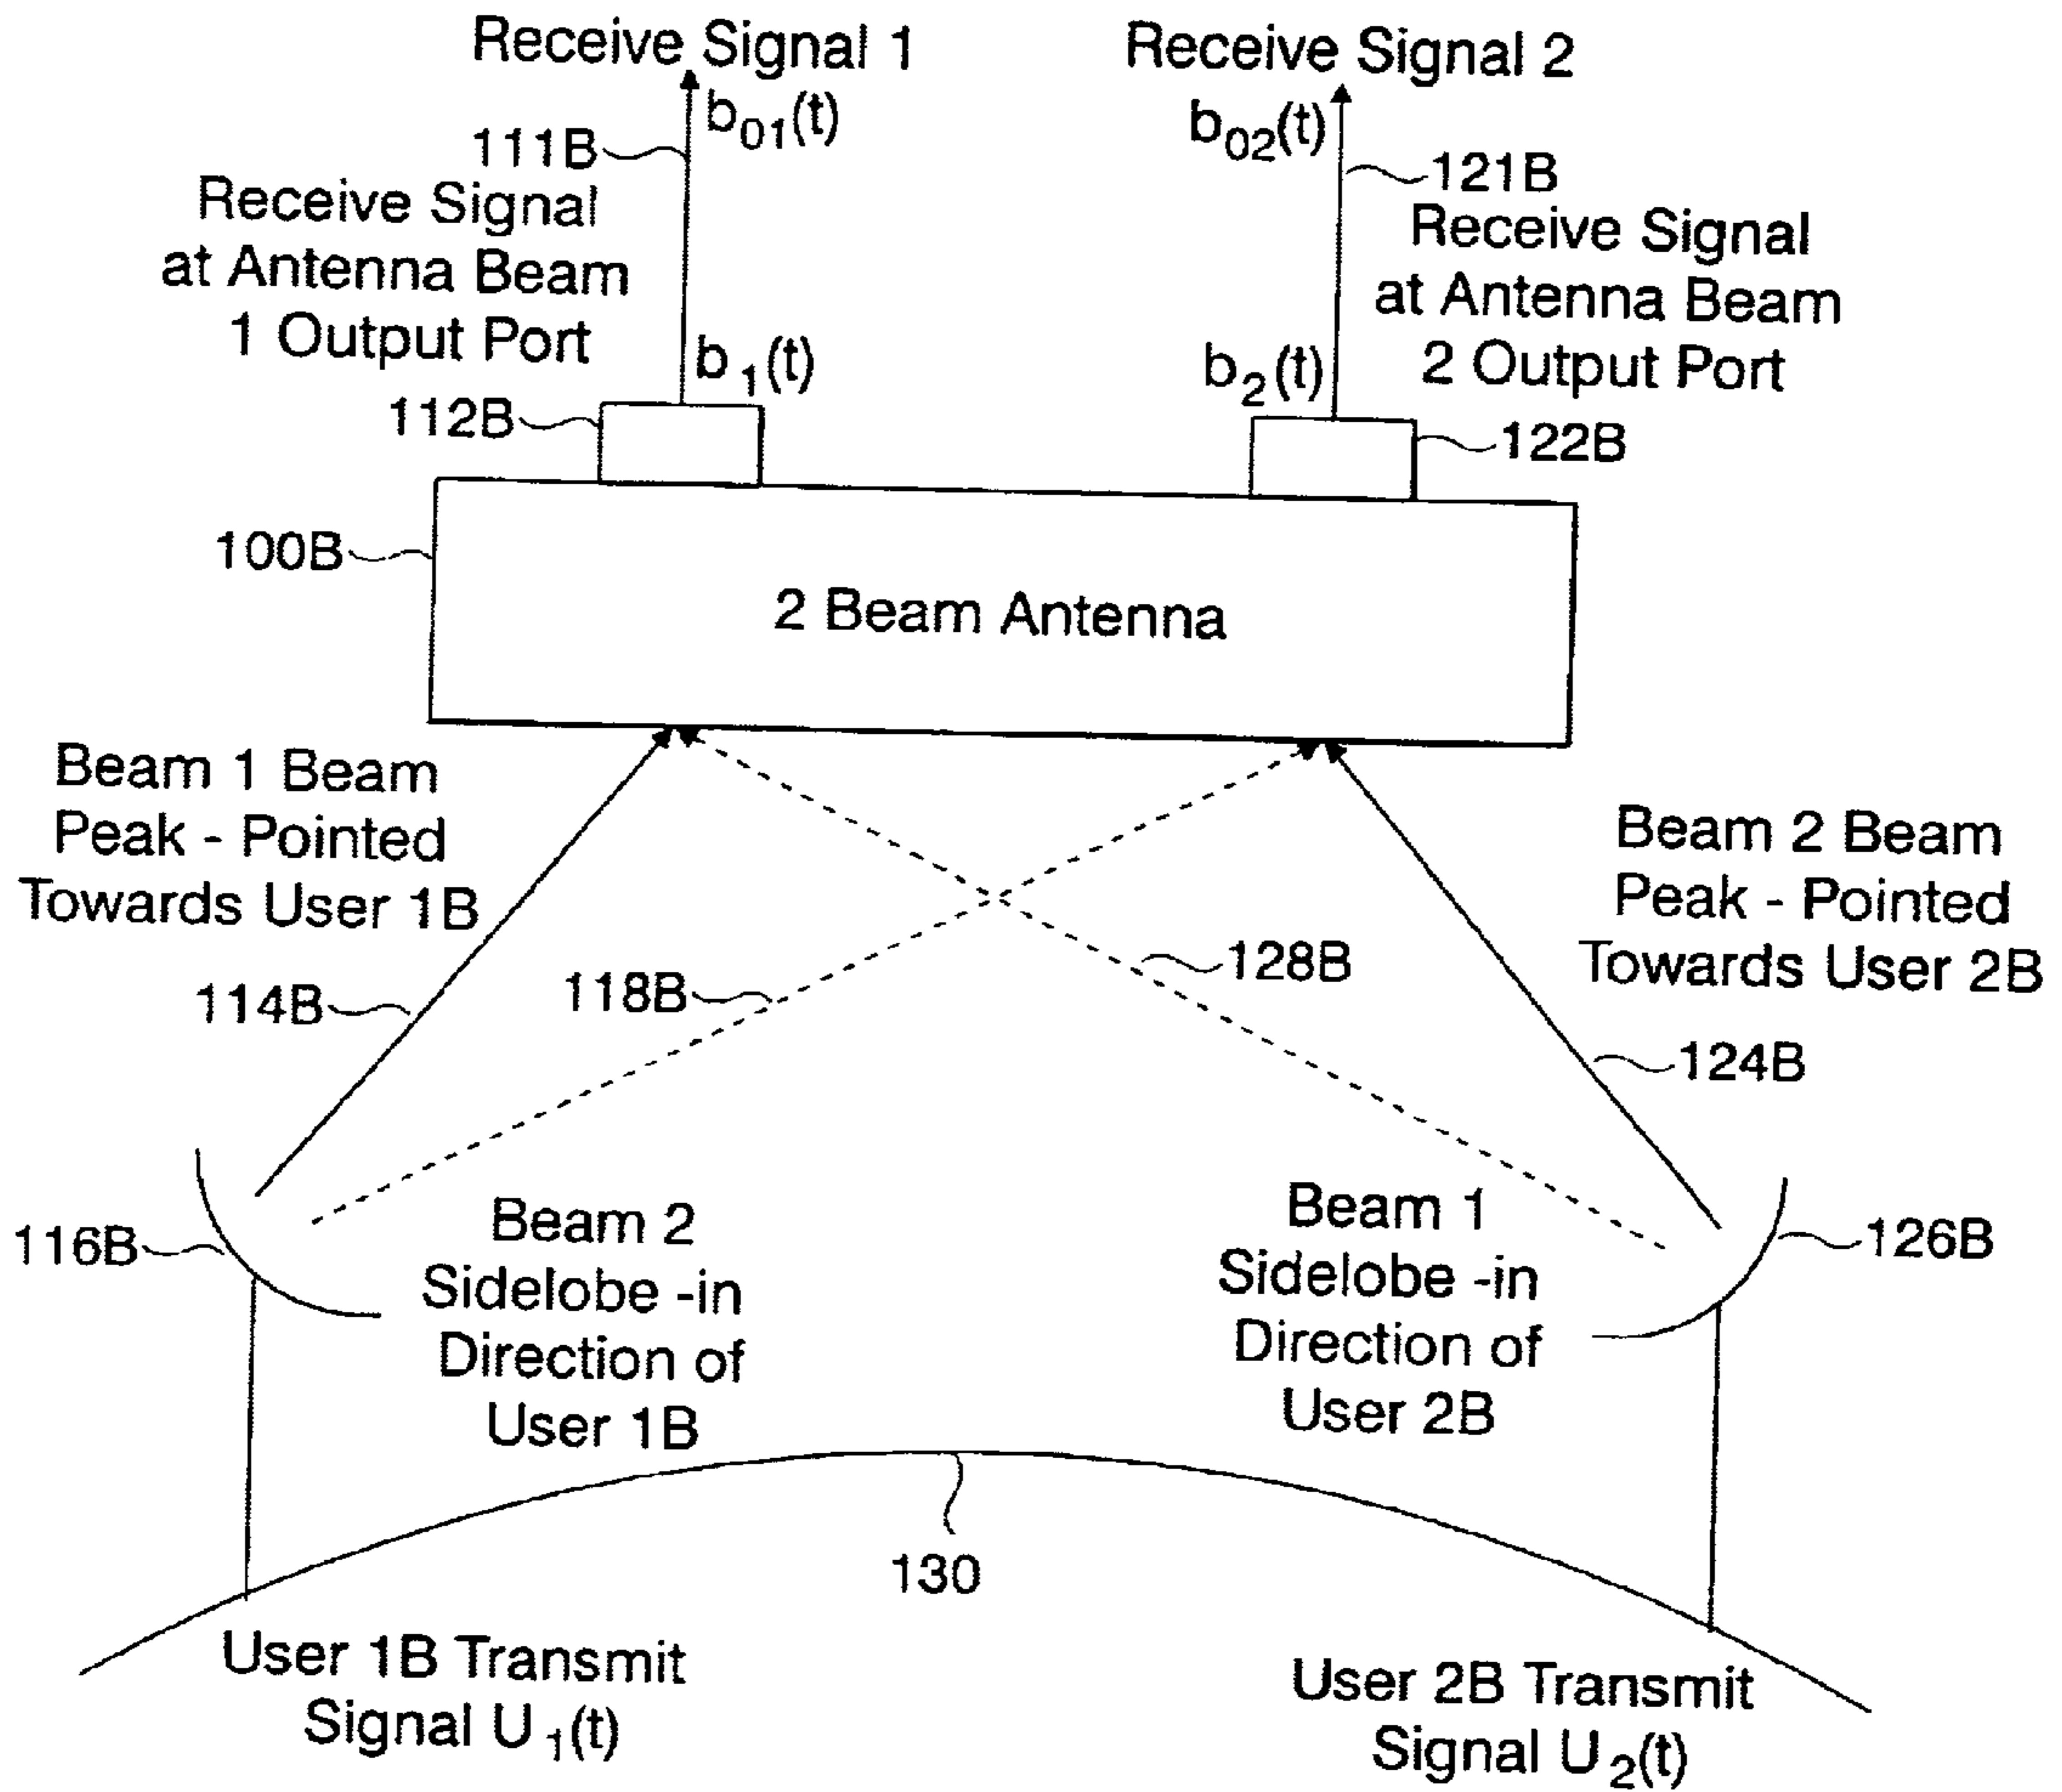 Receive Signal 1
Receive Signal 2
b01(t)
b02(t)
111B
121B
Receive Signal
at Antenna Beam
1 Output Port
Receive Signal
at Antenna Beam
2 Output Port
b1(t)
b2(t)
112B
122B
100B
2 Beam Antenna
Beam 1 Beam
Peak - Pointed
Towards User 1B
Beam 2 Beam
Peak - Pointed
Towards User 2B
114B
118B
128B
124B
116B
Beam 2
Sidelobe -in
Direction of
User 1B
Beam 1
Sidelobe -in
Direction of
User 2B
126B
130
User 1B Transmit
Signal U1(t)
User 2B Transmit
Signal U2(t)